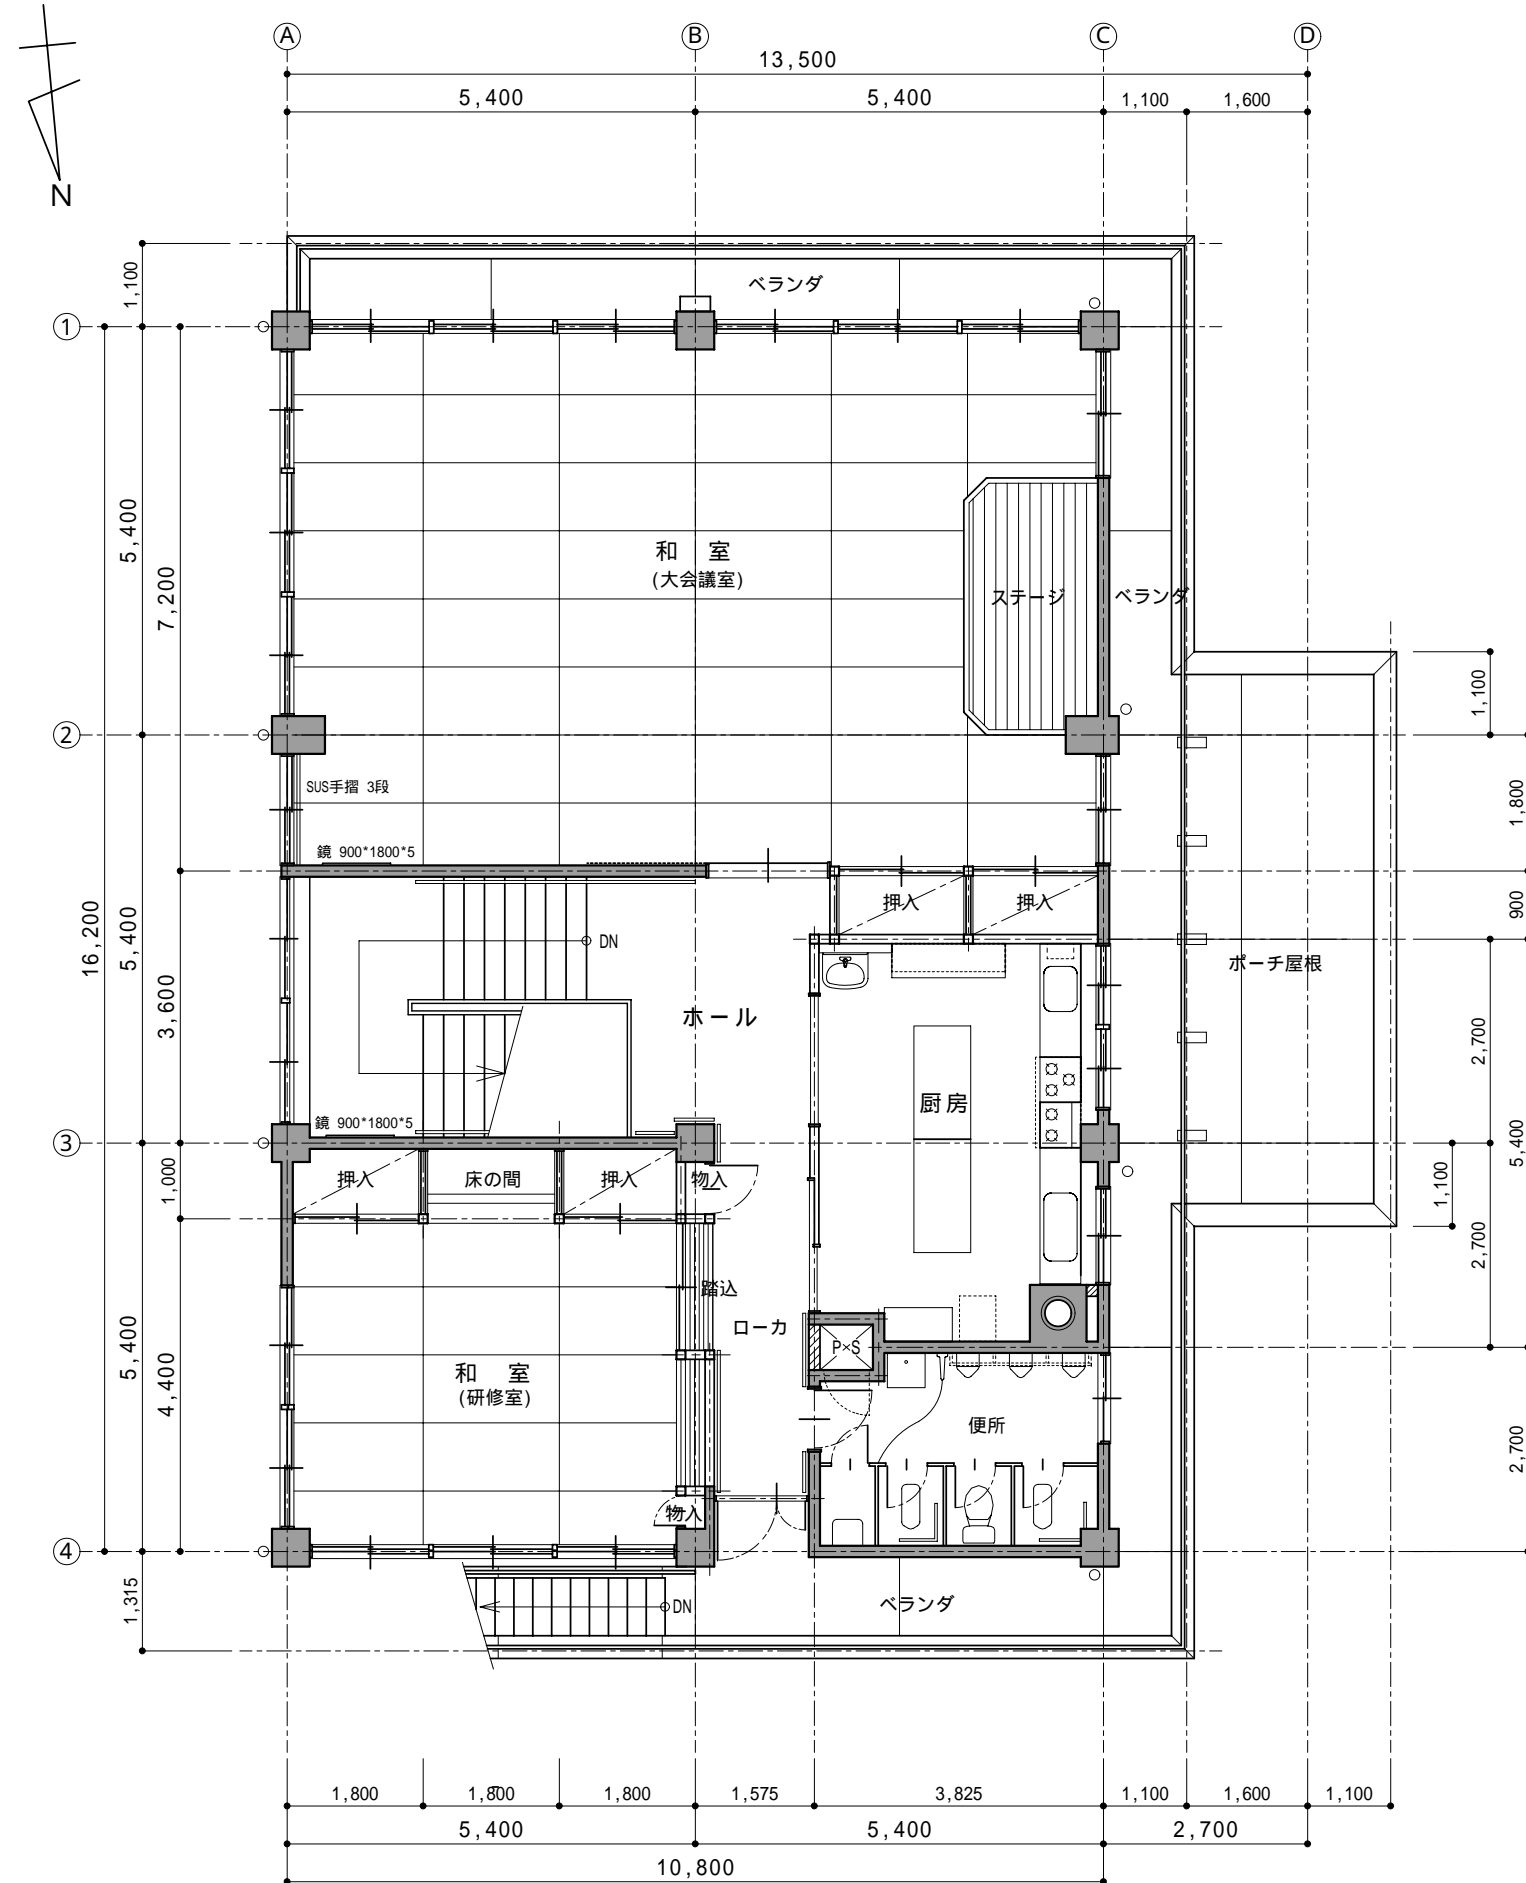 A B C D
13,500
5,400 5,400 1,100 1,600
N
1,100
ベランダ
1
5,400
7,200
和 室
(大会議室)
ステージ
ベランダ
1,100
2
SUS手摺 3段
1,800
鏡 900*1800*5
押入 押入
900
DN
16,200
5,400
3,600
ホール
ポーチ屋根
2,700
厨房
鏡 900*1800*5
3
5,400
1,000
押入 床の間 押入 物入
1,100
2,700
踏込
ローカ
P×S
5,400
4,400
和 室
(研修室)
便所
2,700
物入
4
1,315
DN
ベランダ
1,800 1,800 1,800 1,575 3,825 1,100 1,600 1,100
5,400 5,400 2,700
10,800